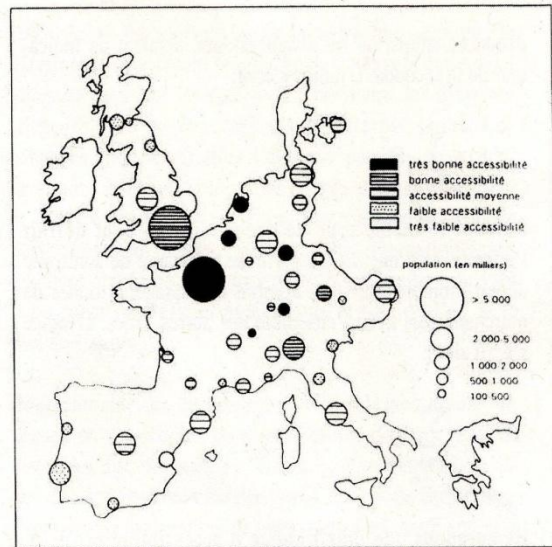 très bonne accessibilité
bonne accessibilité
accessibilité moyenne
faible accessibilité
très faible accessibilité
population (en milliers)
> 5 000
2 000 5 000
1 000 2 000
500 1 000
100 500